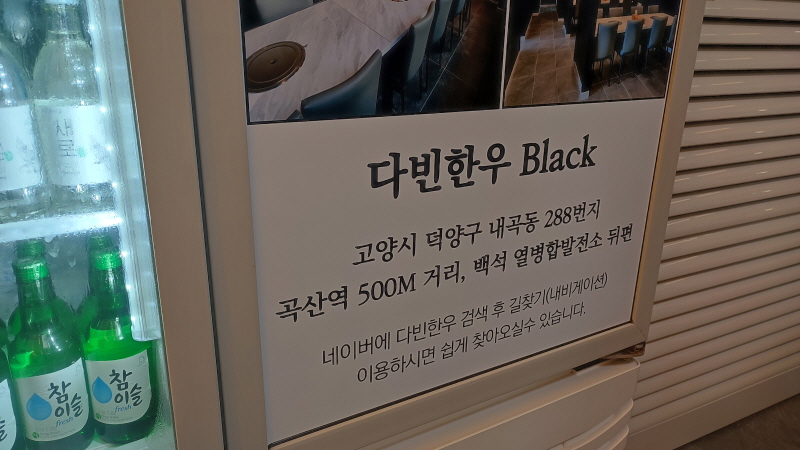 다빈한우 Black
고양시 덕양구 내곡동 288번지
곡산역 500M 거리, 백석 열병합발전소 뒤편
네이버에 다빈한우 검색 후 길찾기(내비게이션)
이용하시면 쉽게 찾아오실수 있습니다.
새로
참이슬
fresh
참이슬
fresh